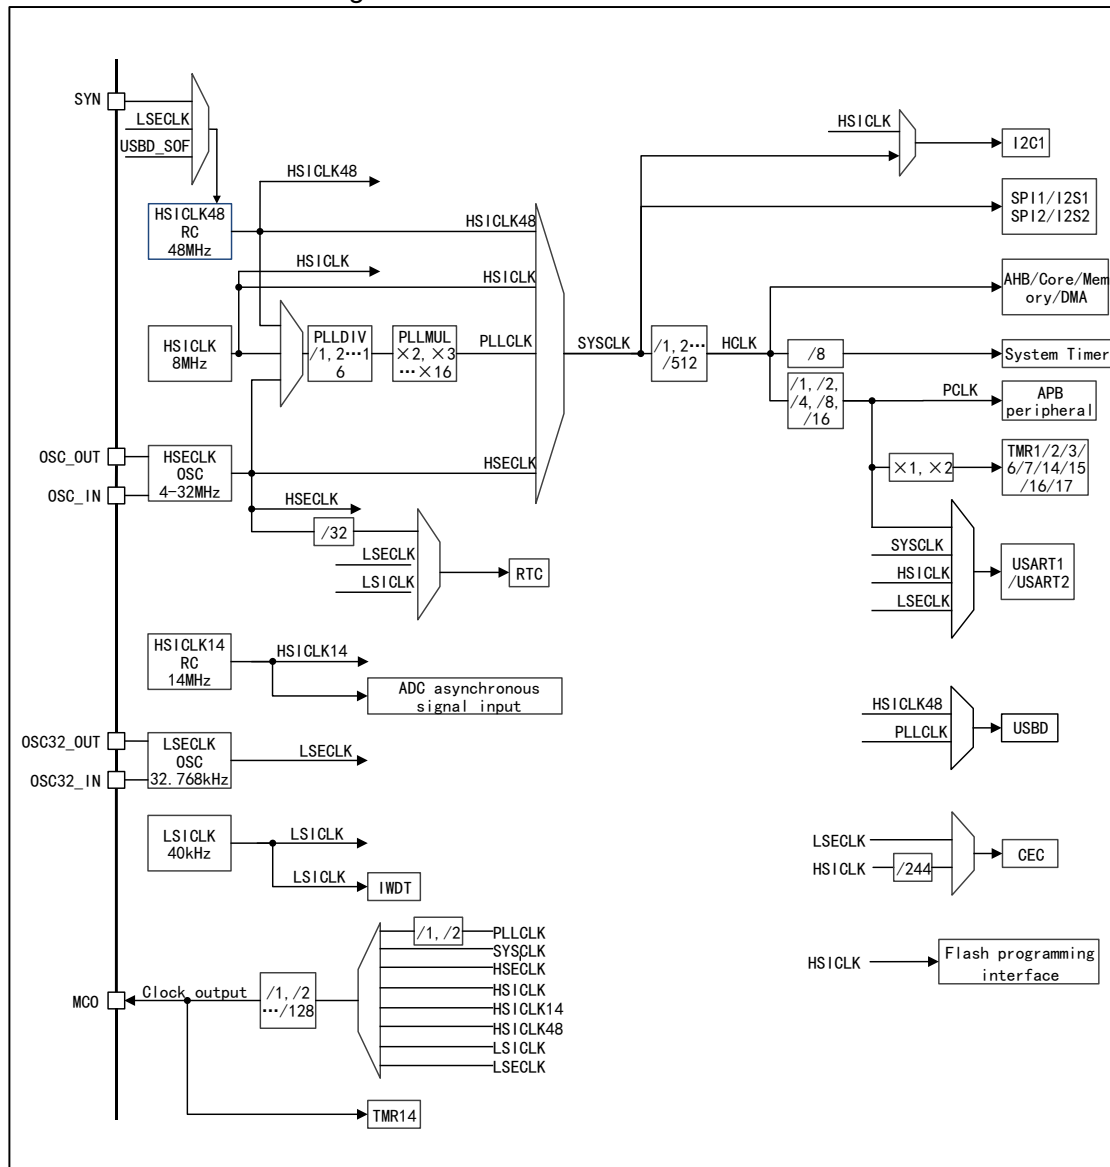 SYN
LSECLK
USBD_SOF
HSICLK48
RC
48MHz
HSICLK48
HSICLK48
HSICLK
HSICLK
HSICLK
8MHz
PLLDIV
/1, 2…1
6
PLLMUL
×2, ×3
…×16
PLLCLK
SYSCLK
/1, 2…
/512
HCLK
HSICLK
I2C1
SPI1/I2S1
SPI2/I2S2
AHB/Core/Mem
ory/DMA
/8
System Timer
/1, /2,
/4, /8,
/16
PCLK
APB
peripheral
×1, ×2
TMR1/2/3/
6/7/14/15
/16/17
OSC_OUT
OSC_IN
HSECLK
OSC
4-32MHz
HSECLK
HSECLK
/32
LSECLK
LSICLK
RTC
SYSCLK
HSICLK
LSECLK
USART1
/USART2
HSICLK14
RC
14MHz
HSICLK14
ADC asynchronous
signal input
HSICLK48
PLLCLK
USBD
OSC32_OUT
OSC32_IN
LSECLK
OSC
32.768kHz
LSECLK
LSICLK
40kHz
LSICLK
LSICLK
IWDT
LSECLK
HSICLK
/244
CEC
HSICLK
Flash programming
interface
MCO
Clock output
/1, /2
…/128
/1, /2
PLLCLK
SYSCLK
HSECLK
HSICLK
HSICLK14
HSICLK48
LSICLK
LSECLK
TMR14